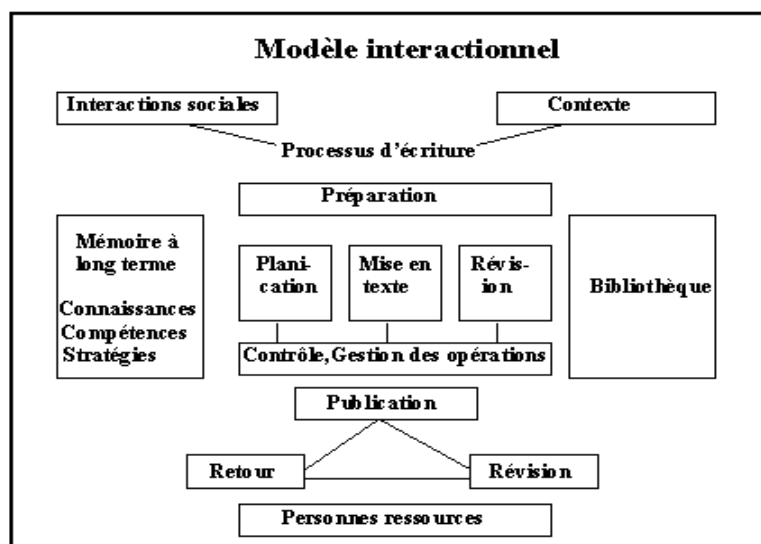 Modèle interactionnel
Interactions sociales
Contexte
Processus d'écriture
Préparation
Mémoire à
long terme
Connaissances
Compétences
Stratégies
Plani-
cation
Mise en
texte
Révis-
ion
Bibliothèque
Contrôle,Gestion des opérations
Publication
Retour
Révision
Personnes ressources